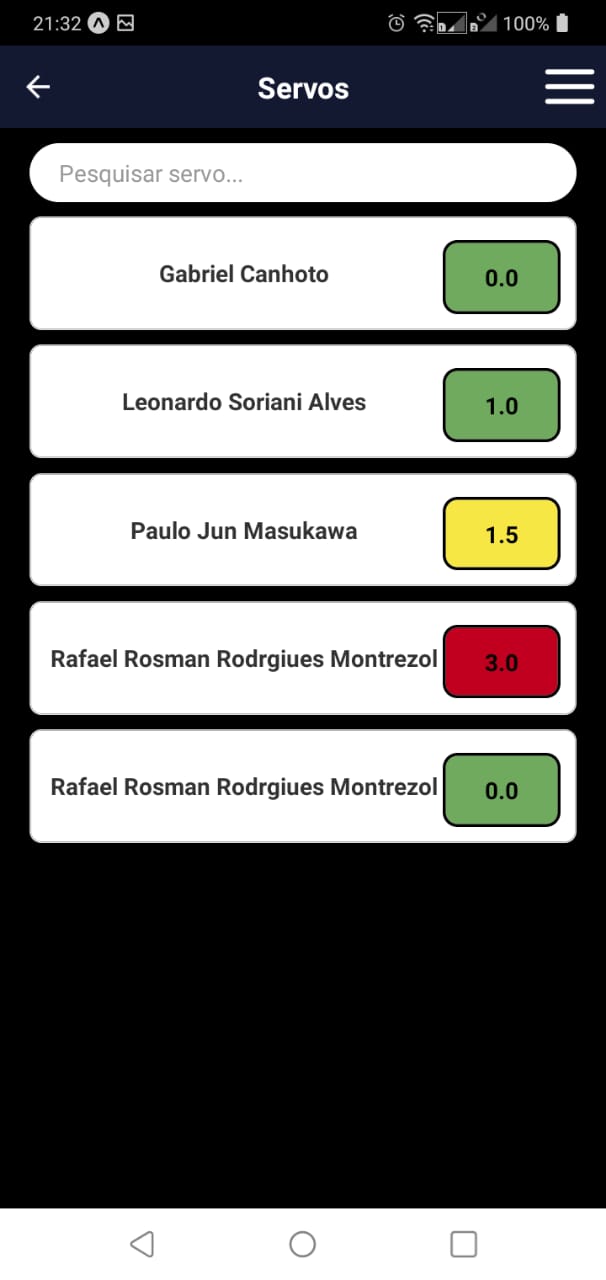 21:32 100%
Servos
Pesquisar servo...
Gabriel Canhoto 0.0
Leonardo Soriani Alves 1.0
Paulo Jun Masukawa 1.5
Rafael Rosman Rodrgiues Montrezol 3.0
Rafael Rosman Rodrgiues Montrezol 0.0